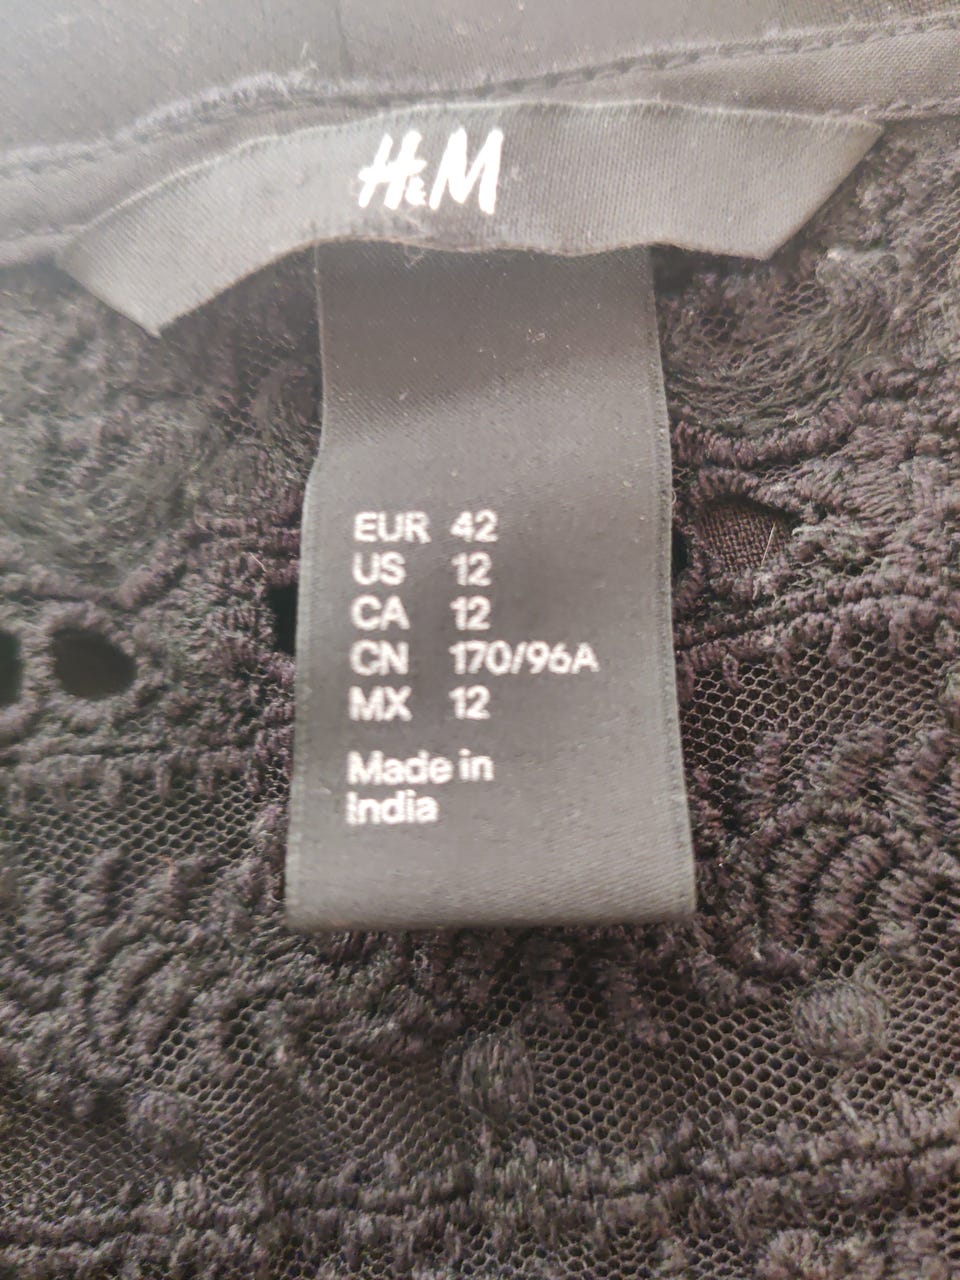 H&M
EUR 42
US 12
CA 12
CN 170/96A
MX 12
Made in
India